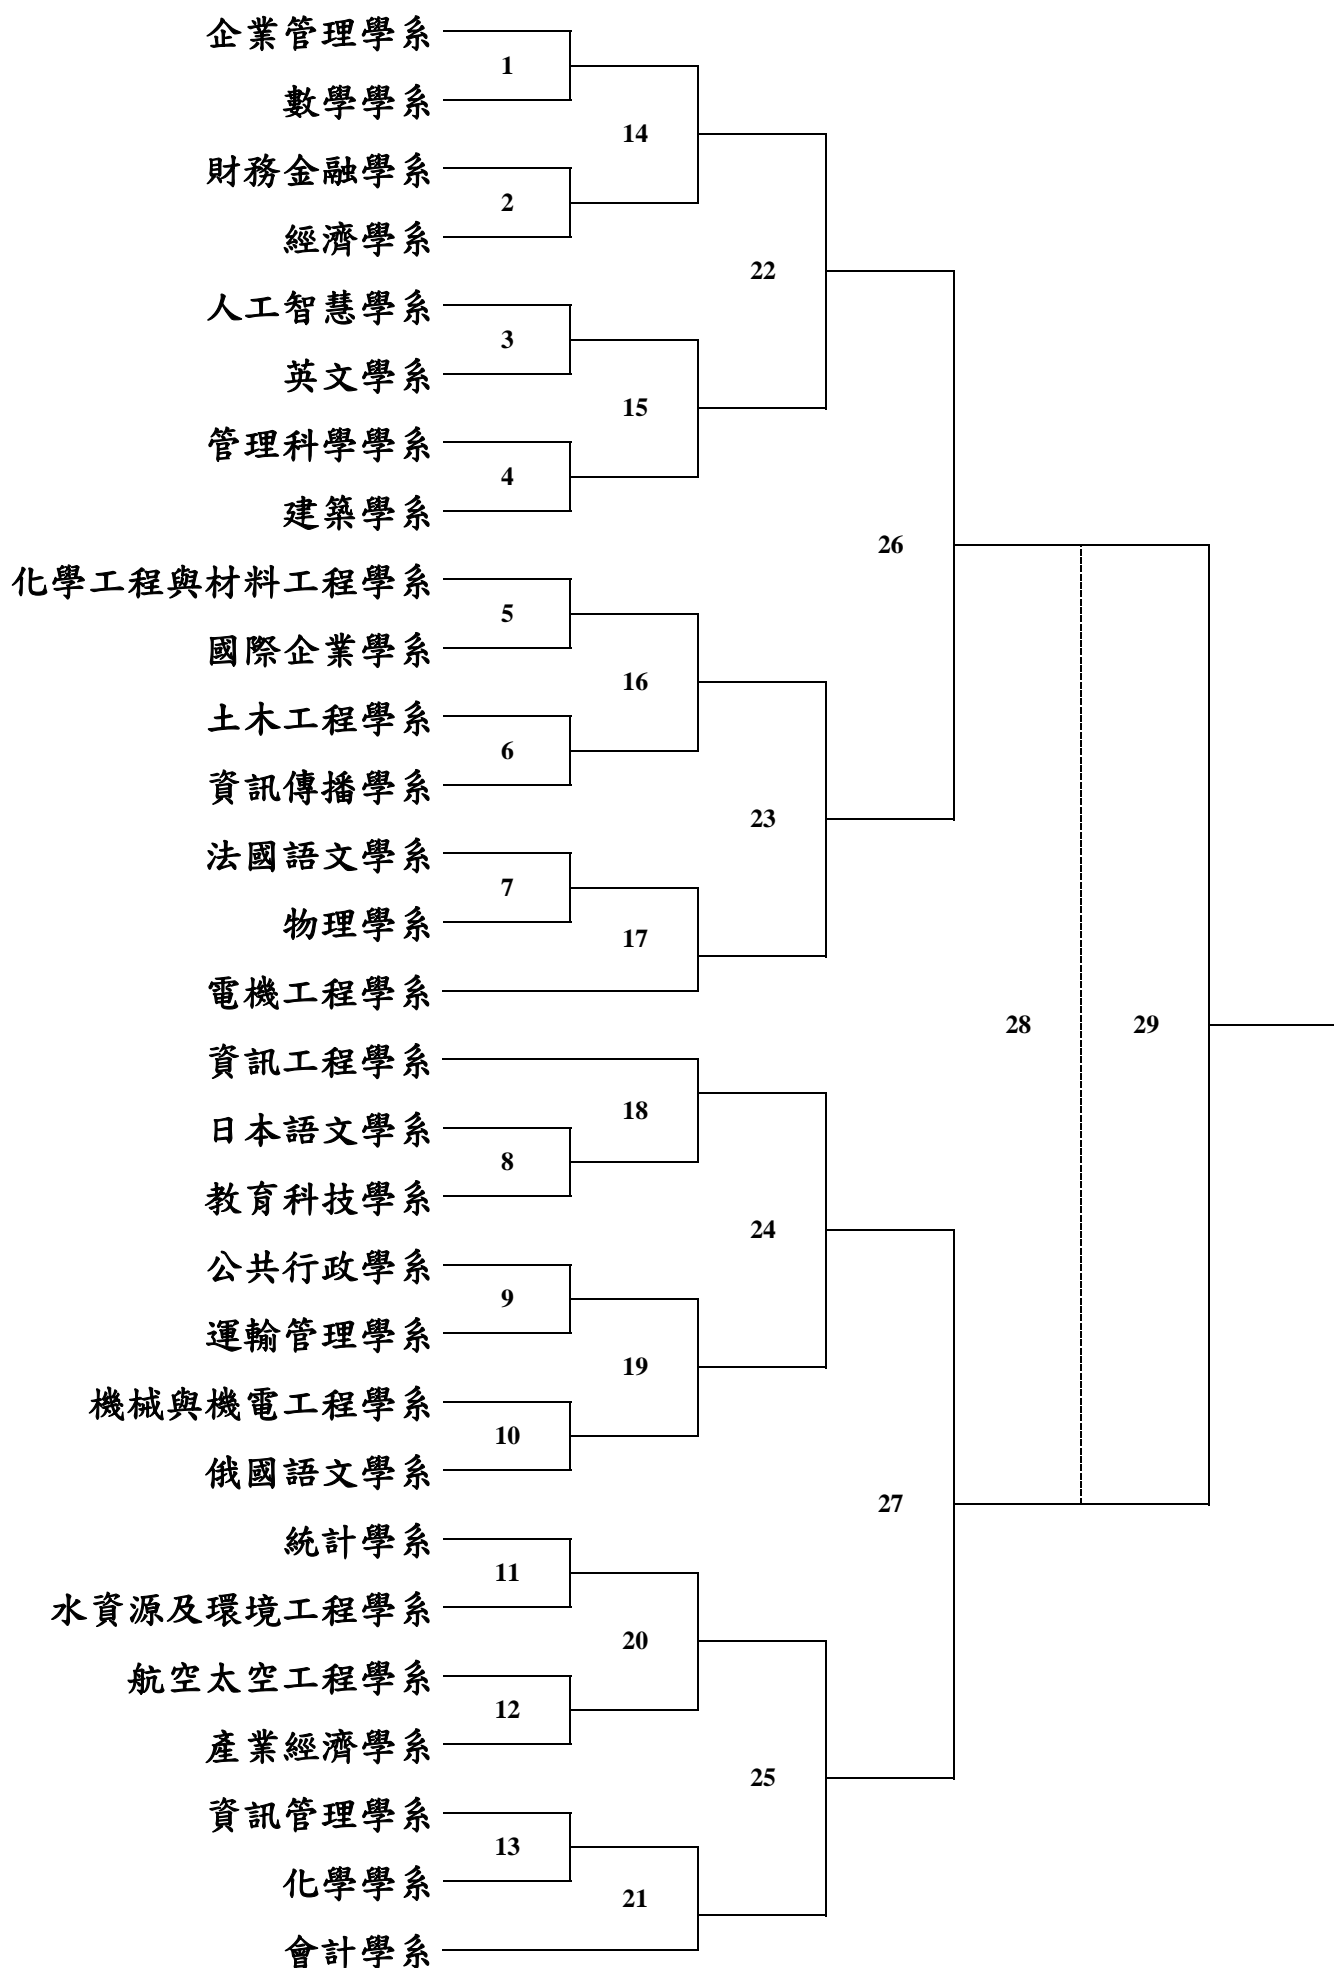 企業管理學系
1
數學學系
14
財務金融學系
2
經濟學系
22
人工智慧學系
3
英文學系
15
管理科學學系
4
建築學系
26
化學工程與材料工程學系
5
國際企業學系
16
土木工程學系
6
資訊傳播學系
23
法國語文學系
7
物理學系
17
電機工程學系
28
29
資訊工程學系
18
日本語文學系
8
教育科技學系
24
公共行政學系
9
運輸管理學系
19
機械與機電工程學系
10
俄國語文學系
27
統計學系
11
水資源及環境工程學系
20
航空太空工程學系
12
產業經濟學系
25
資訊管理學系
13
化學學系
21
會計學系